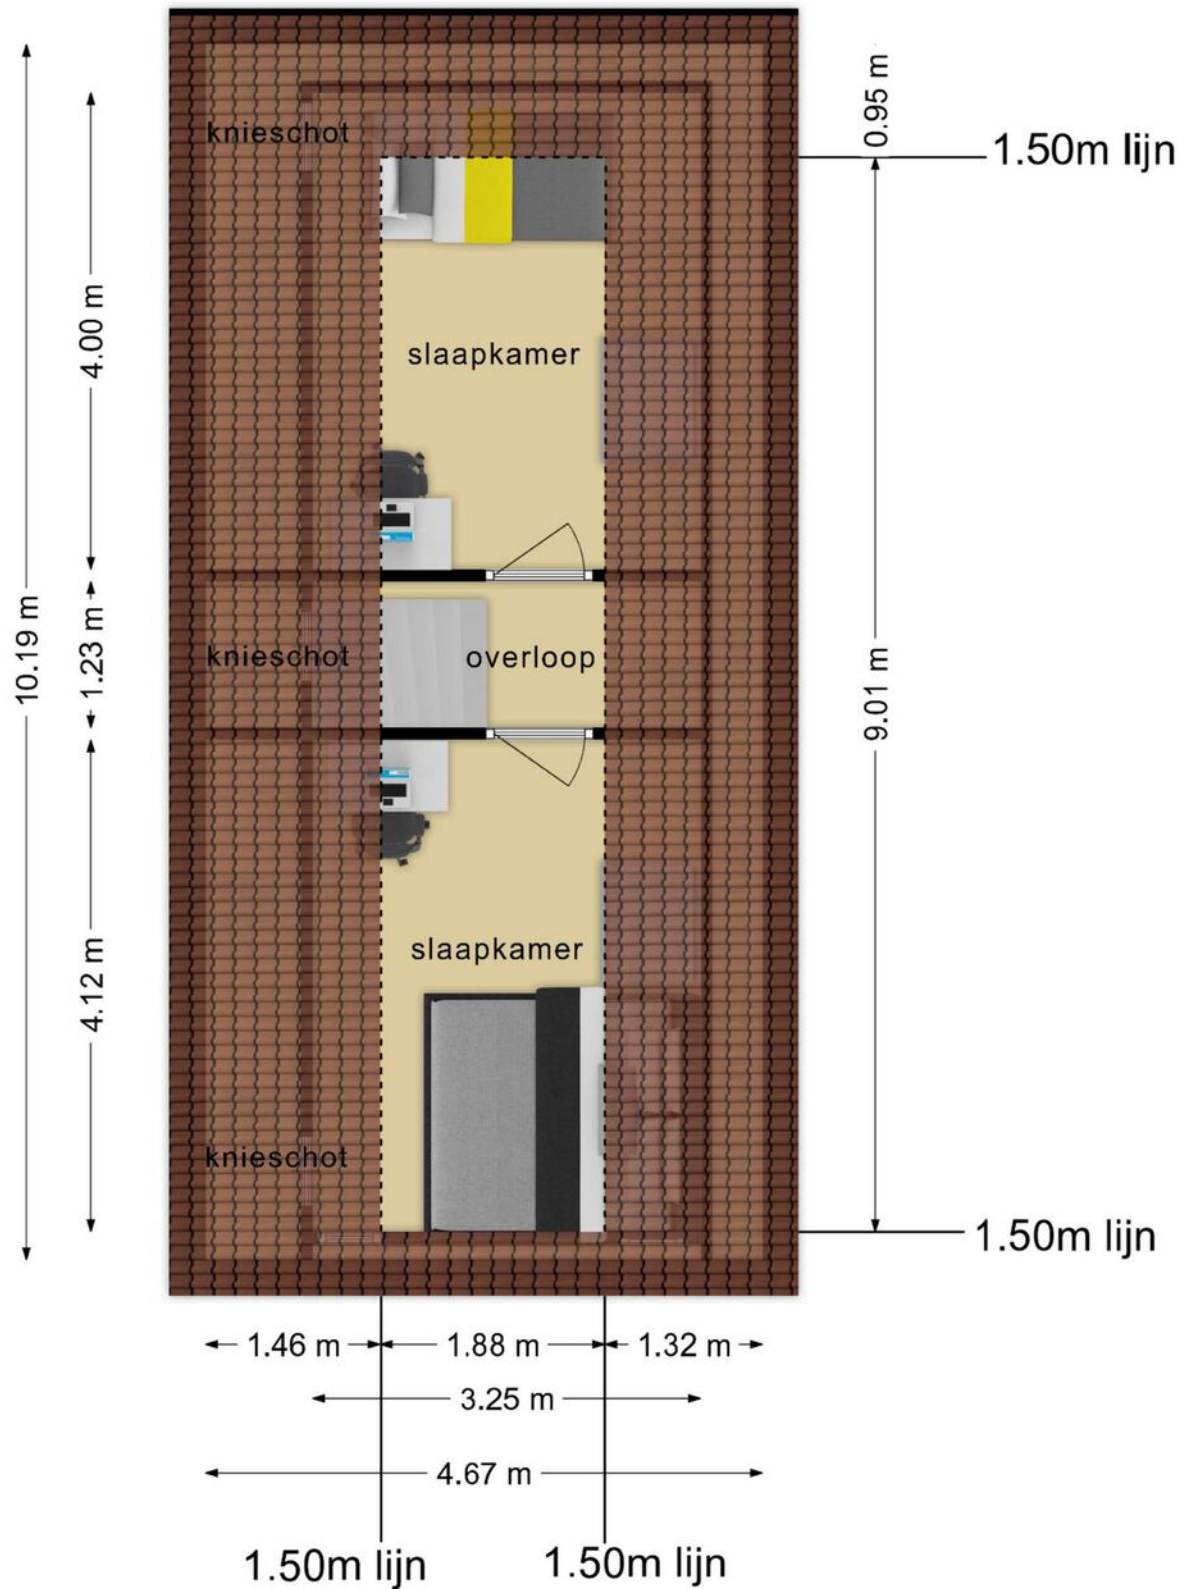 0.95 m
1.50m lijn
knieschot
4.00 m
slaapkamer
10.19 m
1.23 m
knieschot
overloop
9.01 m
4.12 m
slaapkamer
knieschot
1.50m lijn
1.46 m
1.88 m
1.32 m
3.25 m
4.67 m
1.50m lijn
1.50m lijn